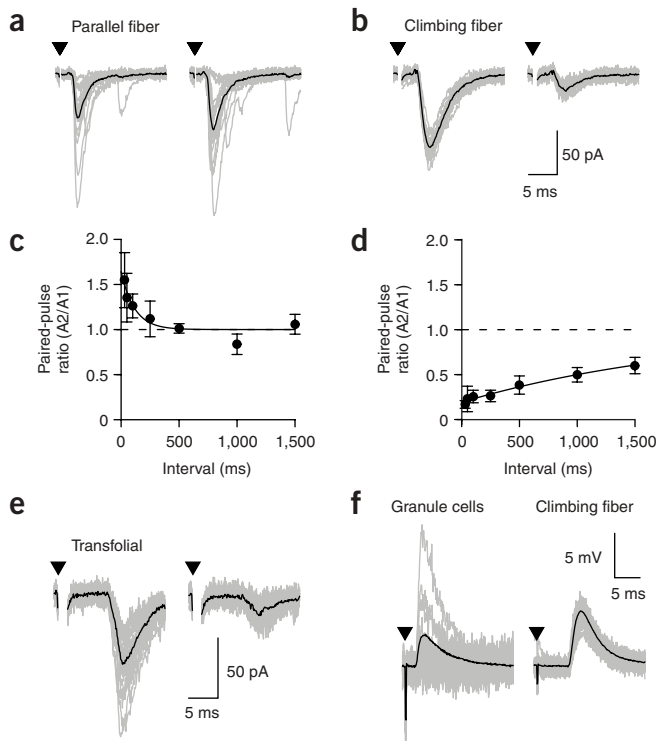 a
Parallel fiber
b
Climbing fiber
50 pA
5 ms
c
Paired-pulse
ratio (A2/A1)
2.0
1.5
1.0
0.5
0
0
500
1,000
1,500
Interval (ms)
d
Paired-pulse
ratio (A2/A1)
2.0
1.5
1.0
0.5
0
0
500
1,000
1,500
Interval (ms)
e
Transfolial
50 pA
5 ms
f
Granule cells
Climbing fiber
5 mV
5 ms